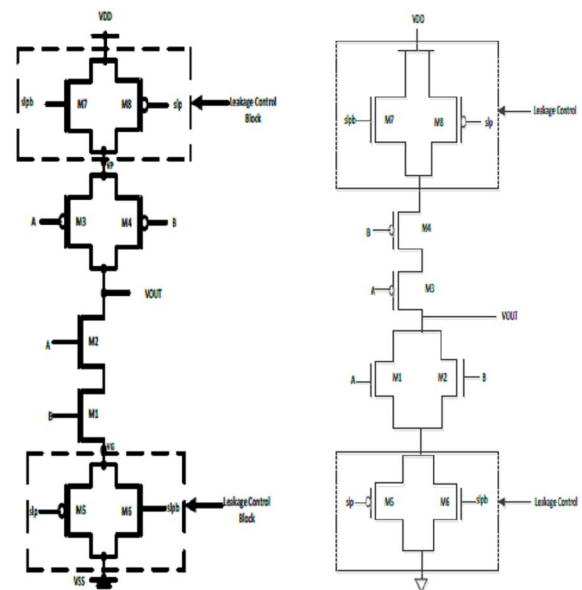 VDD
slpb
M7
M8
slp
Leakage Control
Block
VP
A
M3
M4
B
VOUT
A
M2
B
M1
VG
slp
M5
M6
slpb
Leakage Control
Block
VSS
VDD
slpb
M7
M8
slp
Leakage Control
B
M4
A
M3
VOUT
A
M1
M2
B
slp
M5
M6
slpb
Leakage Control